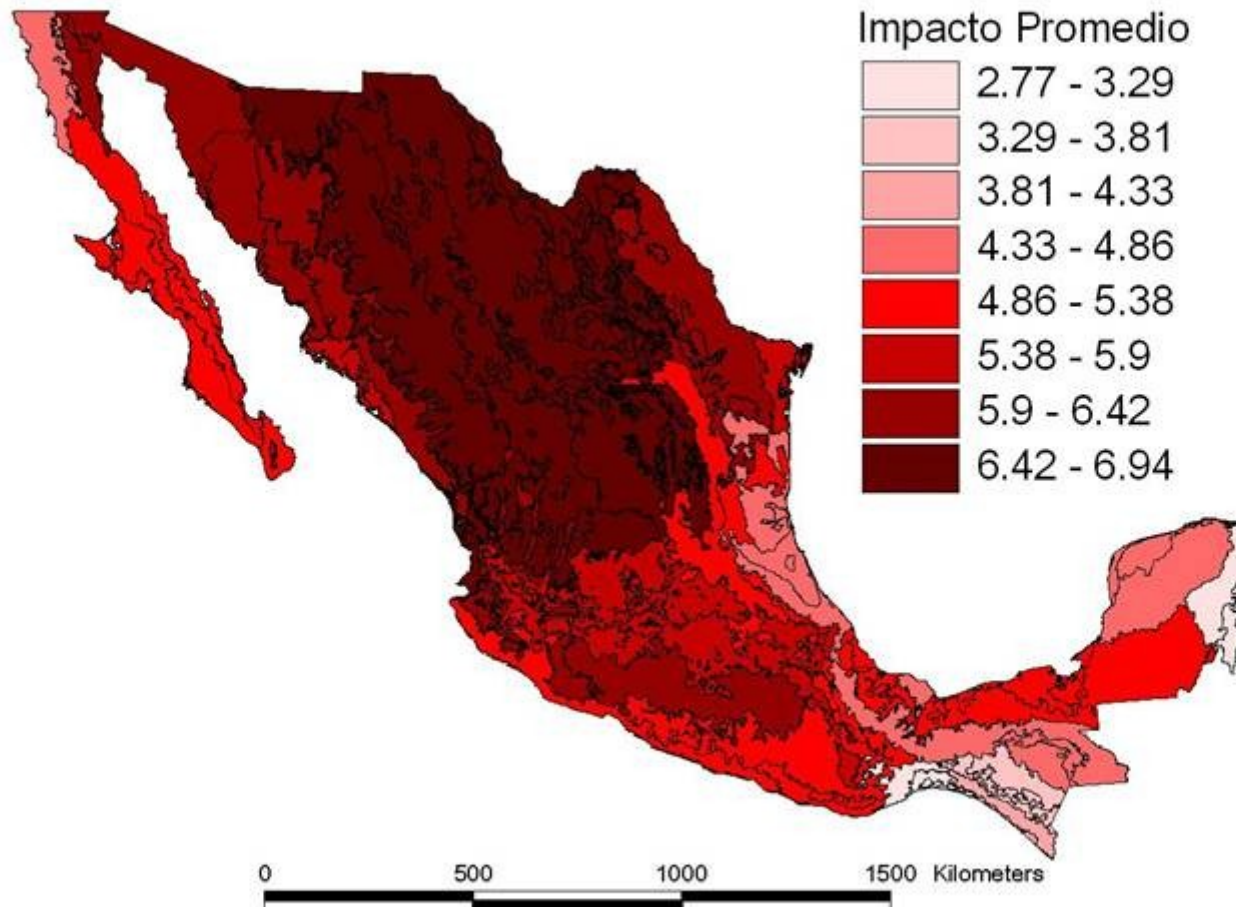 Impacto Promedio
2.77 - 3.29
3.29 - 3.81
3.81 - 4.33
4.33 - 4.86
4.86 - 5.38
5.38 - 5.9
5.9 - 6.42
6.42 - 6.94
0 500 1000 1500 Kilometers